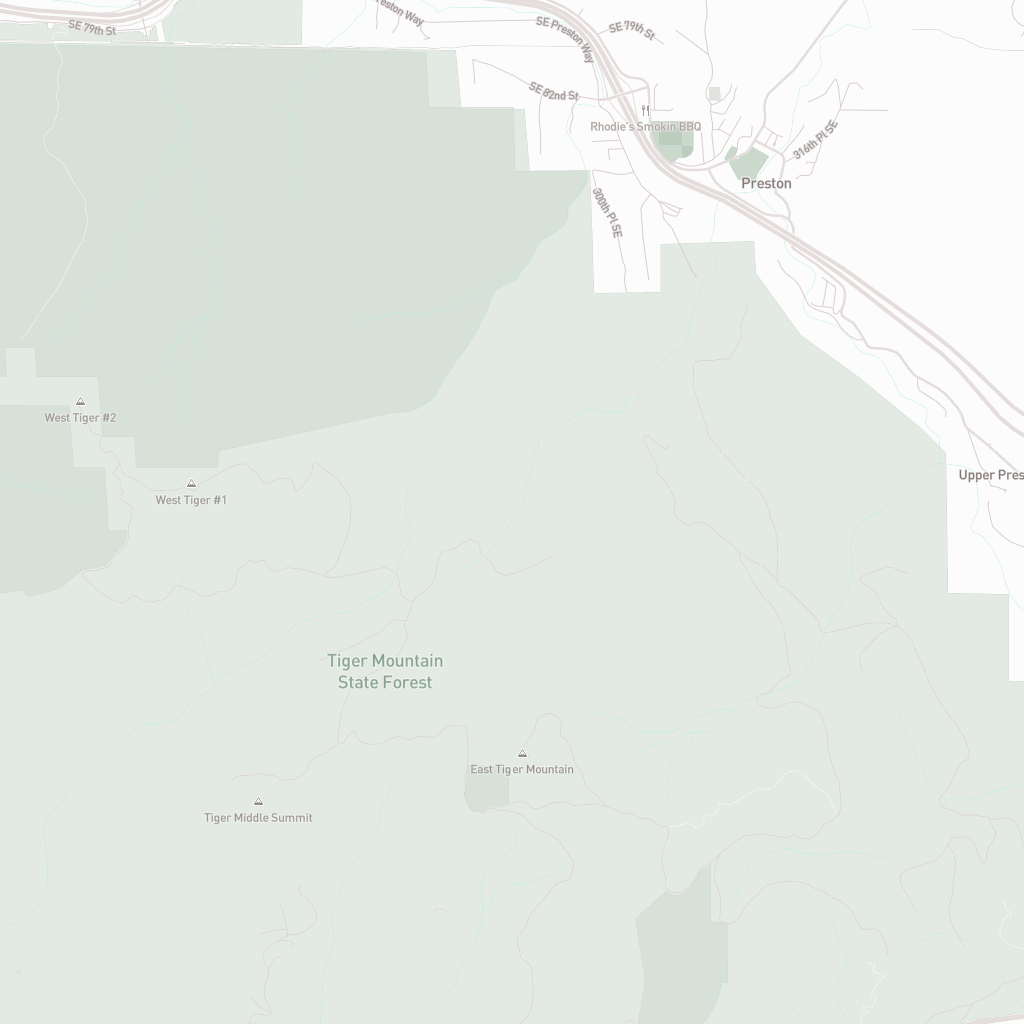 Preston Way
SE 79th St
SE Preston Way
SE 79th St
SE 82nd St
Rhodie's Smokin BBQ
316th Pl SE
Preston
300th Pl SE
West Tiger #2
Upper Pres
West Tiger #1
Tiger Mountain
State Forest
East Tiger Mountain
Tiger Middle Summit